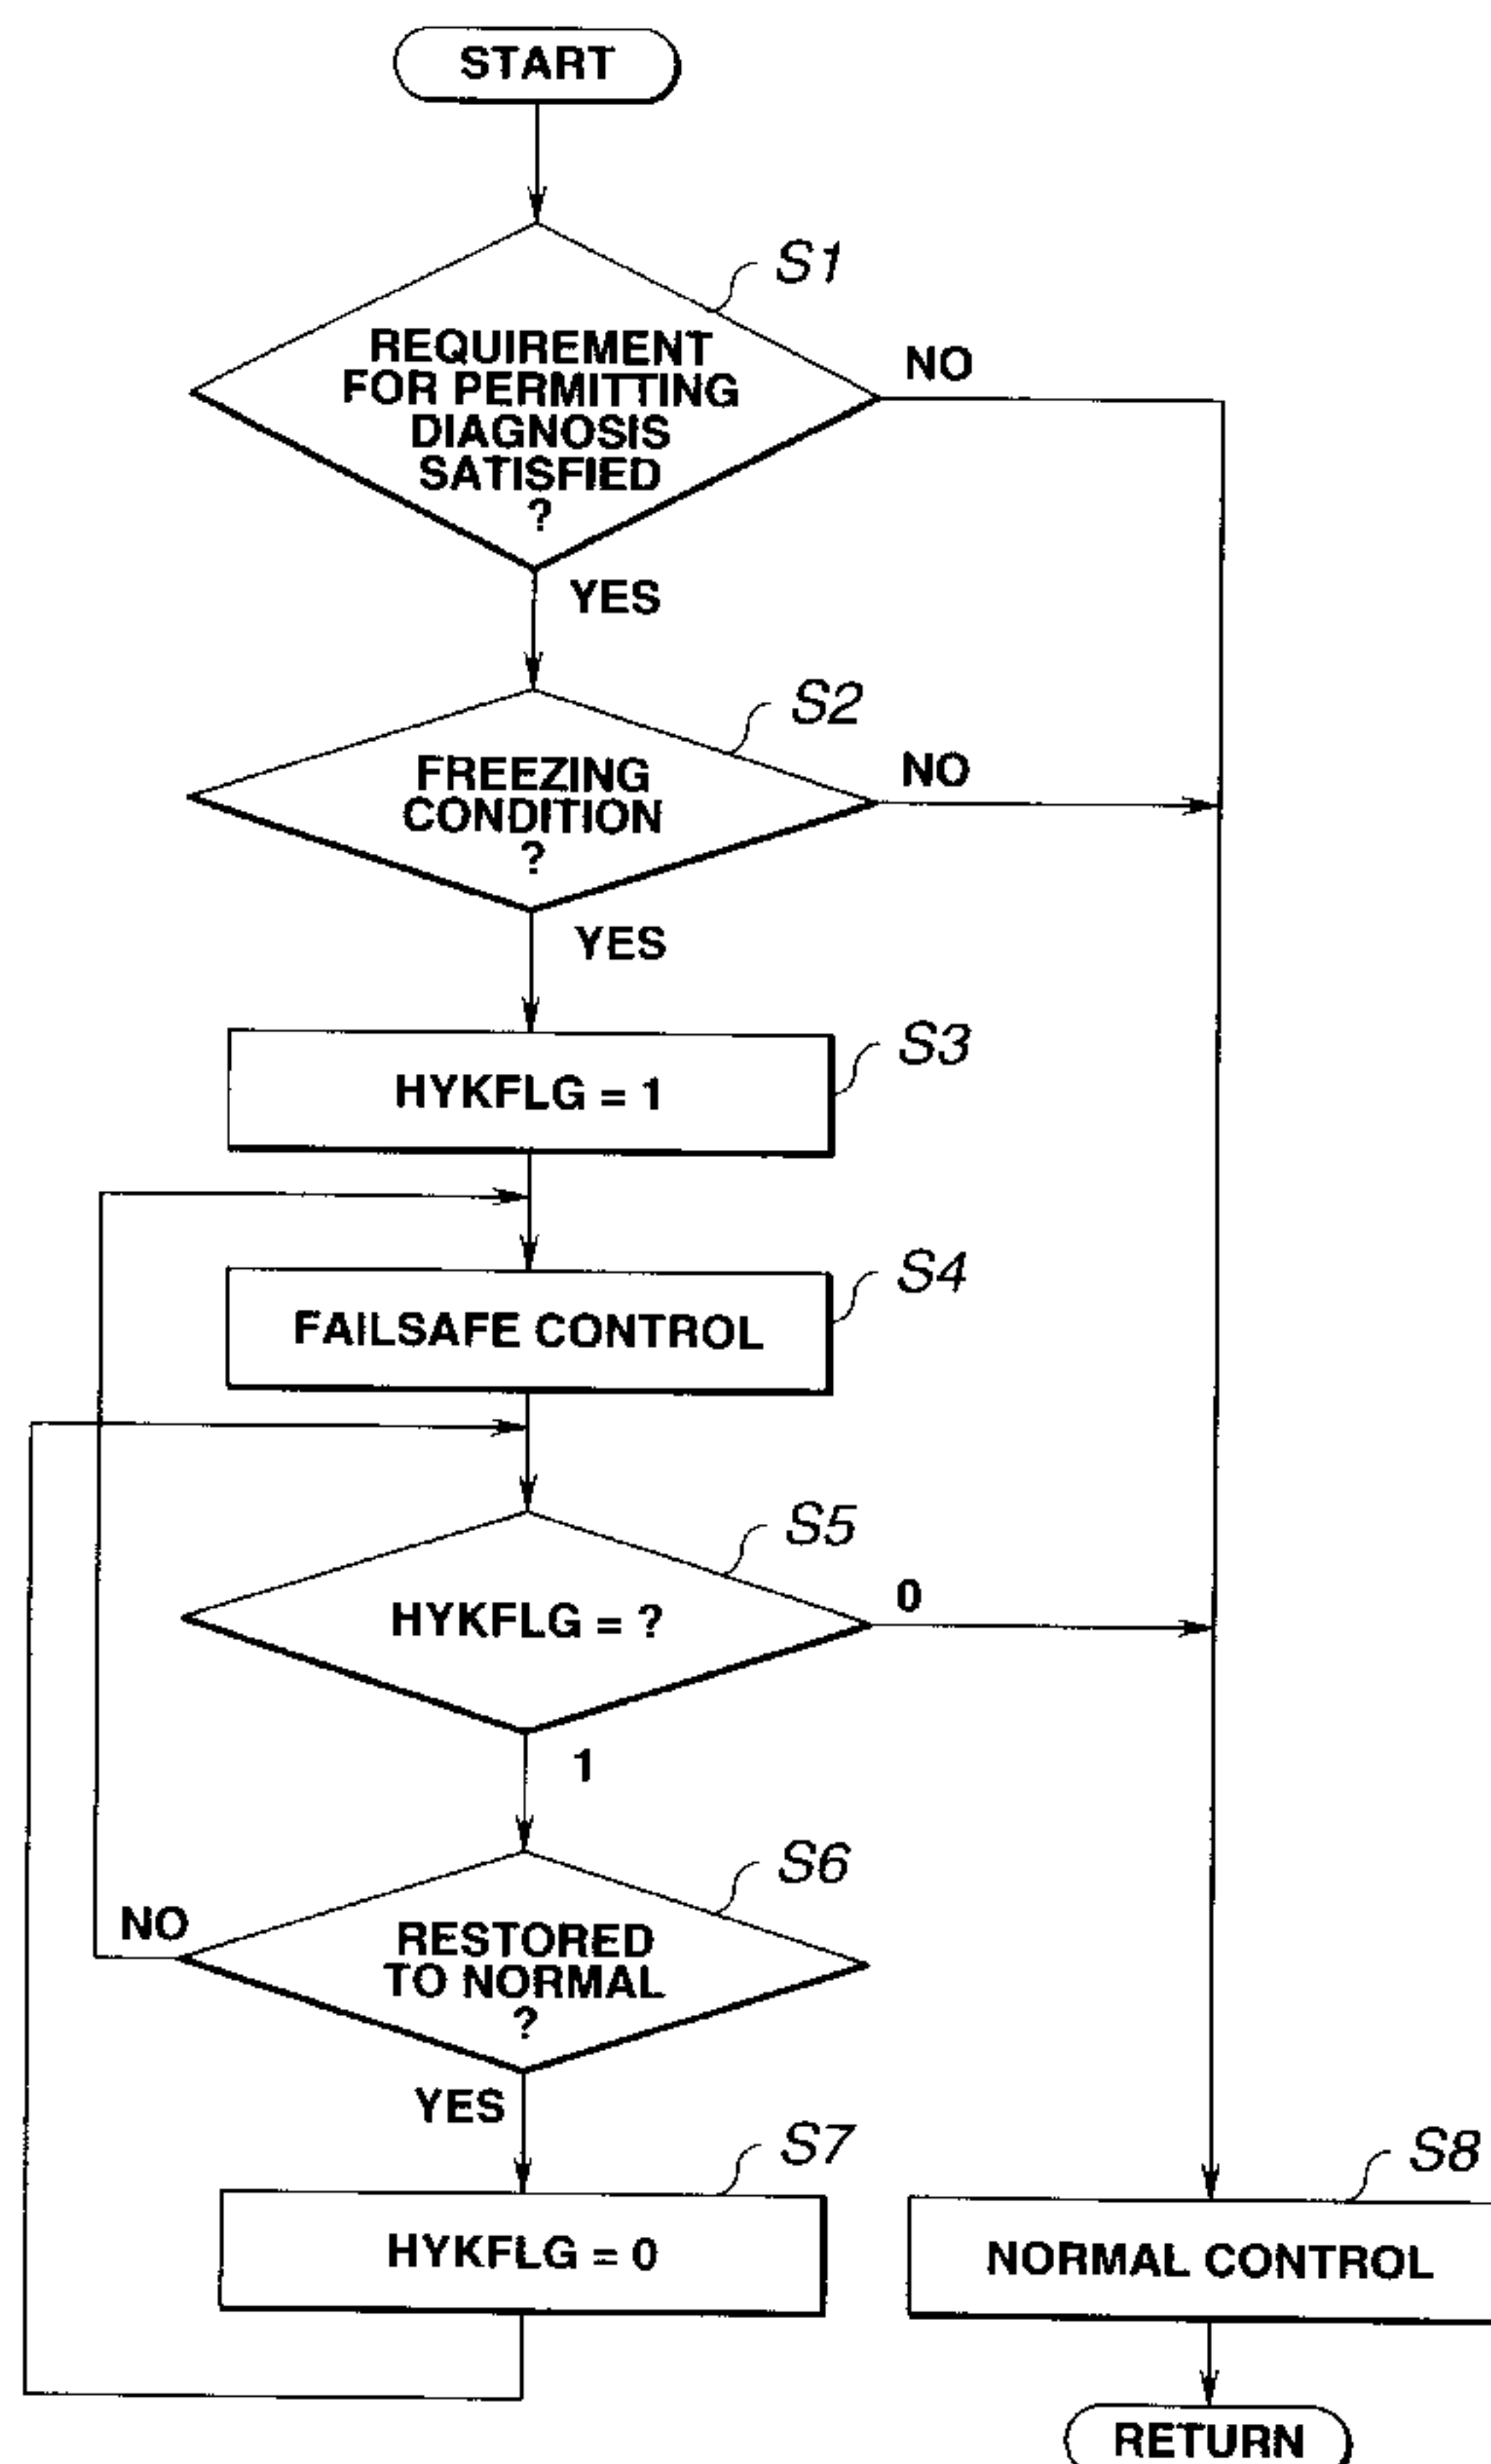 START
S1
REQUIREMENT
FOR PERMITTING
DIAGNOSIS
SATISFIED
?
NO
YES
S2
FREEZING
CONDITION
?
NO
YES
S3
HYKFLG = 1
S4
FAILSAFE CONTROL
S5
HYKFLG = ?
0
1
S6
NO
RESTORED
TO NORMAL
?
YES
S7
HYKFLG = 0
S8
NORMAL CONTROL
RETURN